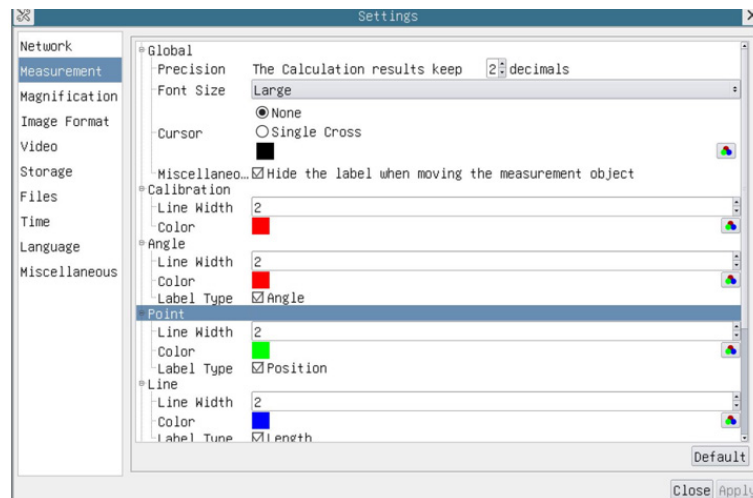 Settings
Network
Measurement
Magnification
Image Format
Video
Storage
Files
Time
Language
Miscellaneous
Global
Precision The Calculation results keep 2 decimals
Font Size Large
None
Cursor Single Cross
Miscellaneo... Hide the label when moving the measurement object
Calibration
Line Width 2
Color
Angle
Line Width 2
Color
Label Type Angle
Point
Line Width 2
Color
Label Type Position
Line
Line Width 2
Color
Label Type Length
Default
Close Apply